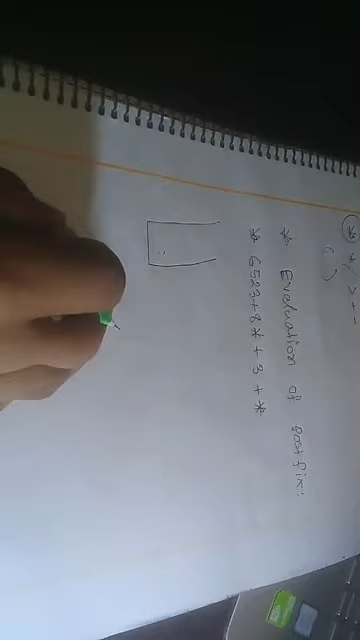 * * / > + -
( )
* Evaluation of Postfix:
* 6523+8*+3+*